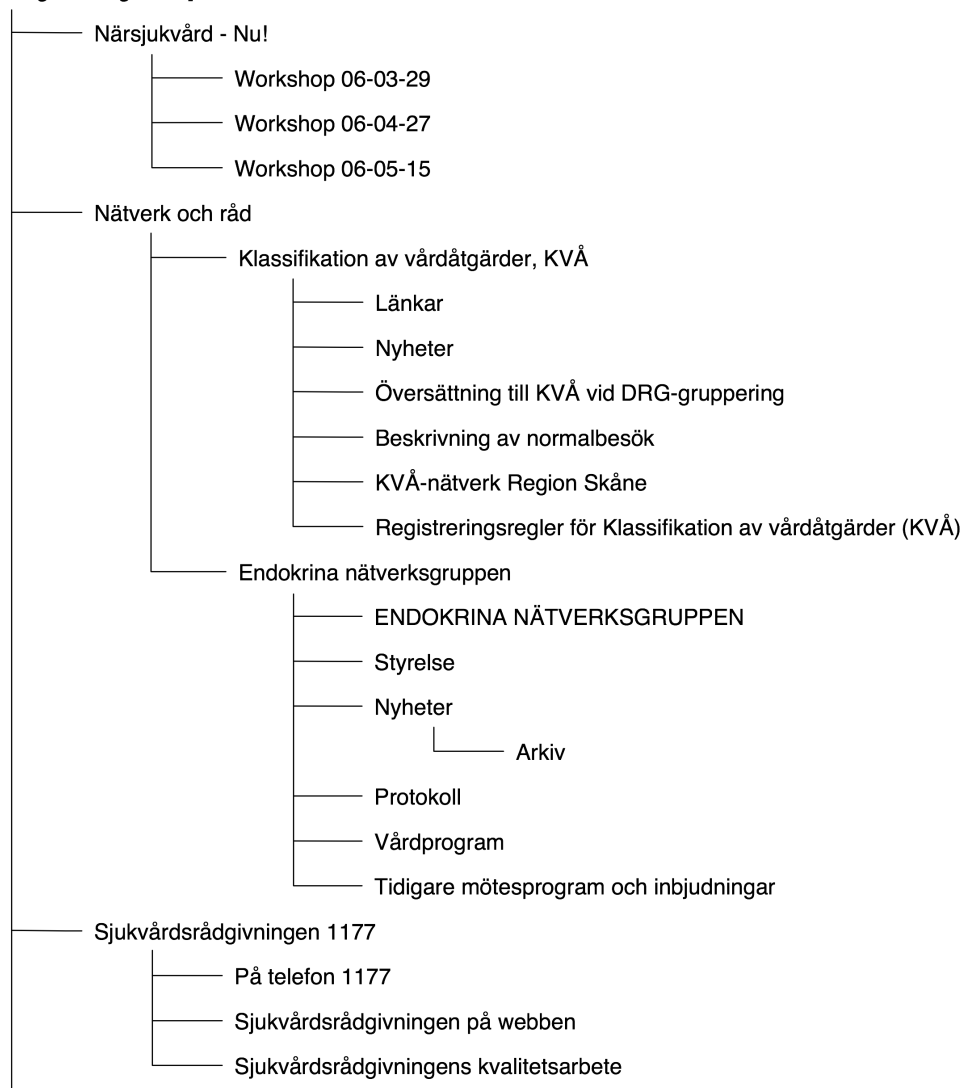 Närsjukvård - Nu!
Workshop 06-03-29
Workshop 06-04-27
Workshop 06-05-15
Nätverk och råd
Klassifikation av vårdåtgärder, KVÅ
Länkar
Nyheter
Översättning till KVÅ vid DRG-gruppering
Beskrivning av normalbesök
KVÅ-nätverk Region Skåne
Registreringsregler för Klassifikation av vårdåtgärder (KVÅ)
Endokrina nätverksgruppen
ENDOKRINA NÄTVERKSGRUPPEN
Styrelse
Nyheter
Arkiv
Protokoll
Vårdprogram
Tidigare mötesprogram och inbjudningar
Sjukvårdsrådgivningen 1177
På telefon 1177
Sjukvårdsrådgivningen på webben
Sjukvårdsrådgivningens kvalitetsarbete